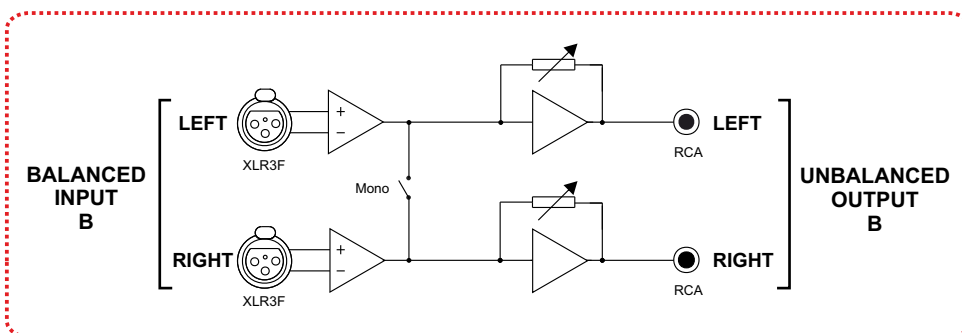 LEFT
XLR3F
+
−
RCA
LEFT
BALANCED
INPUT
B
Mono
UNBALANCED
OUTPUT
B
RIGHT
XLR3F
+
−
RCA
RIGHT